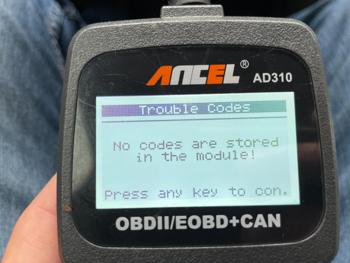 ANCEL® AD310
Trouble Codes
No codes are stored
in the module!
Press any key to con.
OBDII/EOBD+CAN